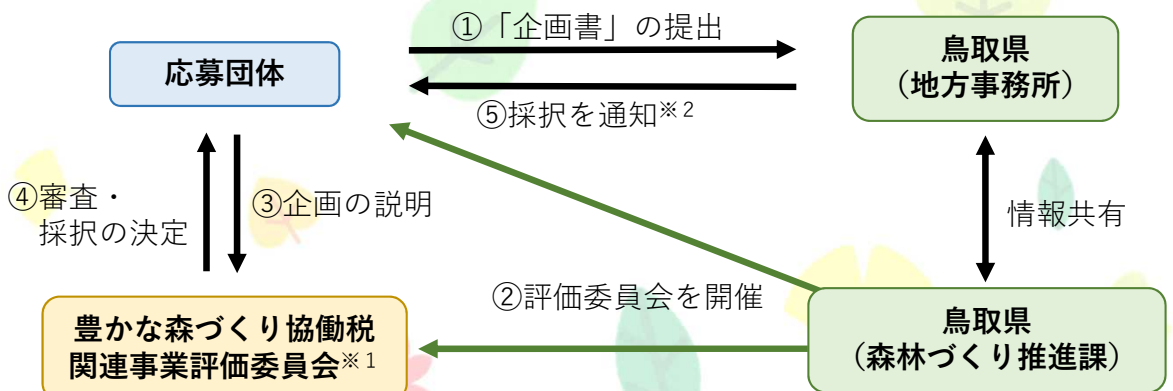 ①「企画書」の提出
応募団体
鳥取県
（地方事務所）
⑤採択を通知※2
④審査・
採択の決定
③企画の説明
情報共有
②評価委員会を開催
豊かな森づくり協働税
関連事業評価委員会※1
鳥取県
（森林づくり推進課）